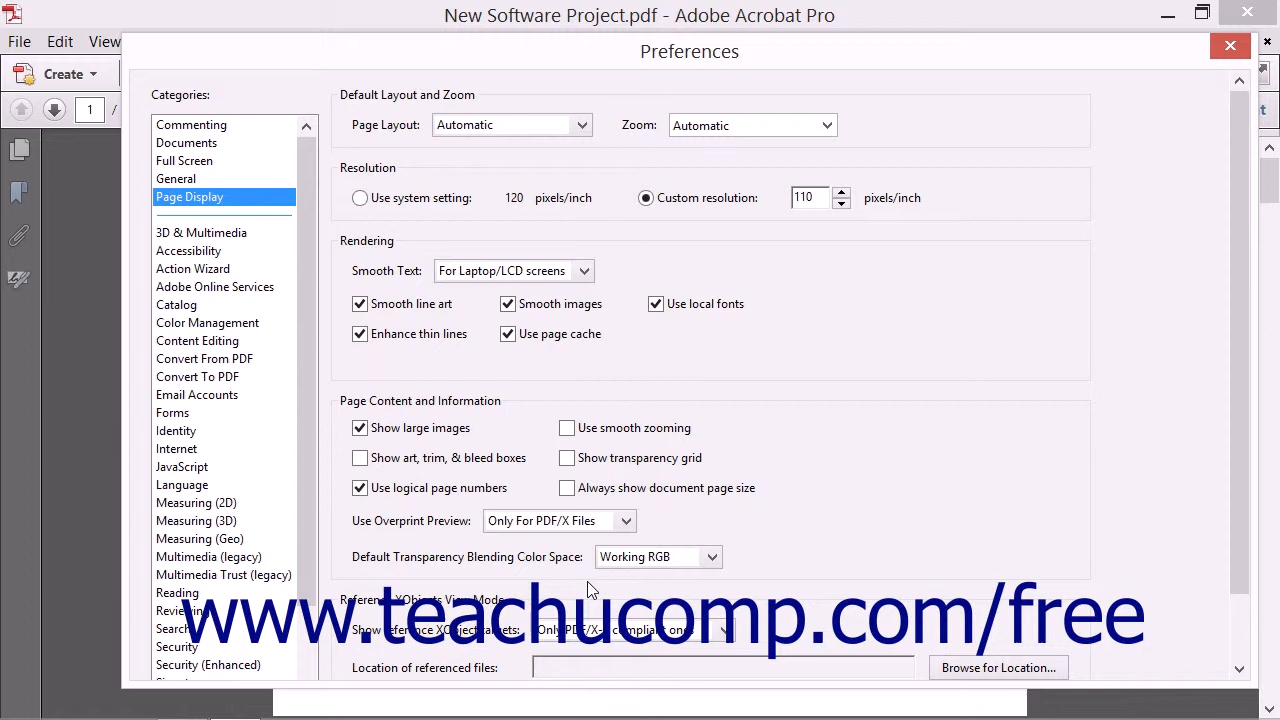 New Software Project.pdf - Adobe Acrobat Pro
File Edit View
Preferences
Create
1 /
Categories:
Commenting
Documents
Full Screen
General
Page Display
3D & Multimedia
Accessibility
Action Wizard
Adobe Online Services
Catalog
Color Management
Content Editing
Convert From PDF
Convert To PDF
Email Accounts
Forms
Identity
Internet
JavaScript
Language
Measuring (2D)
Measuring (3D)
Measuring (Geo)
Multimedia (legacy)
Multimedia Trust (legacy)
Reading
Security
Security (Enhanced)
Default Layout and Zoom
Page Layout: Automatic Zoom: Automatic
Resolution
Use system setting: 120 pixels/inch Custom resolution: 110 pixels/inch
Rendering
Smooth Text: For Laptop/LCD screens
Smooth line art Smooth images Use local fonts
Enhance thin lines Use page cache
Page Content and Information
Show large images Use smooth zooming
Show art, trim, & bleed boxes Show transparency grid
Use logical page numbers Always show document page size
Use Overprint Preview: Only For PDF/X Files
Default Transparency Blending Color Space: Working RGB
Reference XObjects View Mode
Show reference XObject targets:
Location of referenced files: Browse for Location...
www.teachucomp.com/free